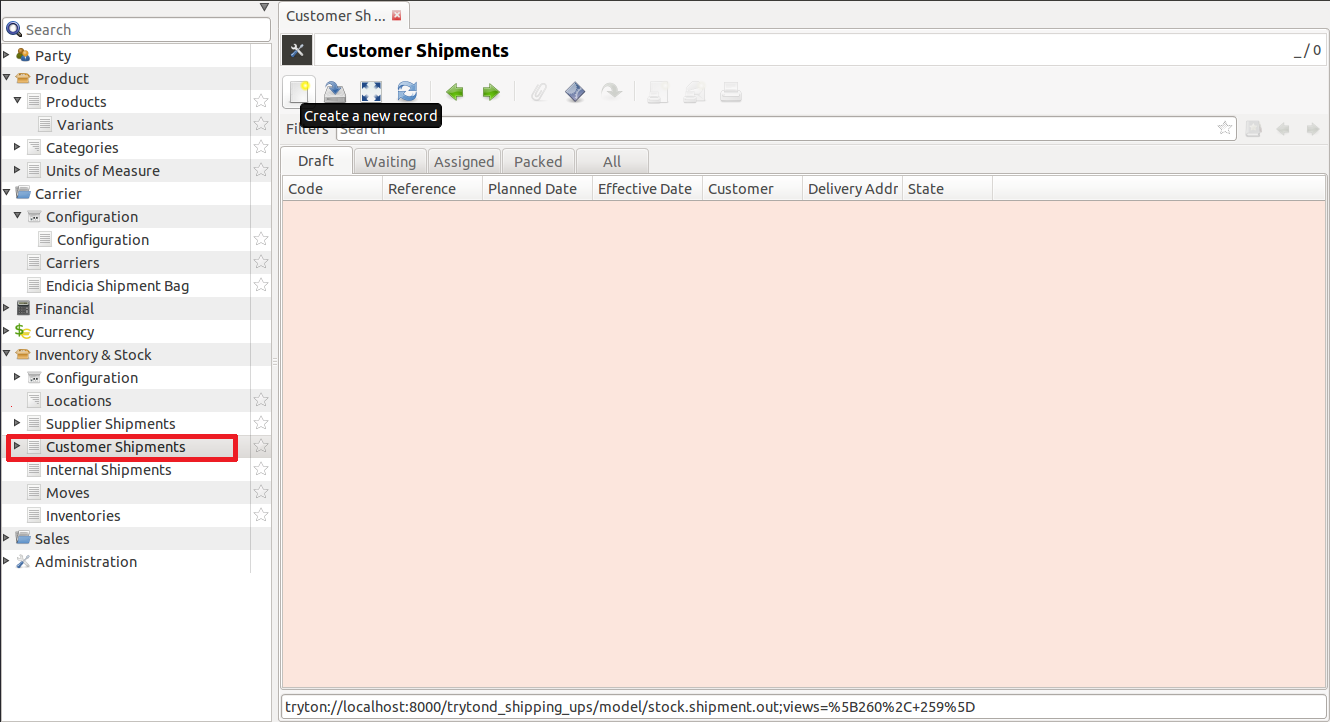 Search
Party
Product
Products
Variants
Categories
Units of Measure
Carrier
Configuration
Configuration
Carriers
Endicia Shipment Bag
Financial
Currency
Inventory & Stock
Configuration
Locations
Supplier Shipments
Customer Shipments
Internal Shipments
Moves
Inventories
Sales
Administration
Customer Sh ...
Customer Shipments
_ / 0
Create a new record
Filters Search
Draft Waiting Assigned Packed All
Code Reference Planned Date Effective Date Customer Delivery Addr State
tryton://localhost:8000/trytond_shipping_ups/model/stock.shipment.out;views=%5B260%2C+259%5D